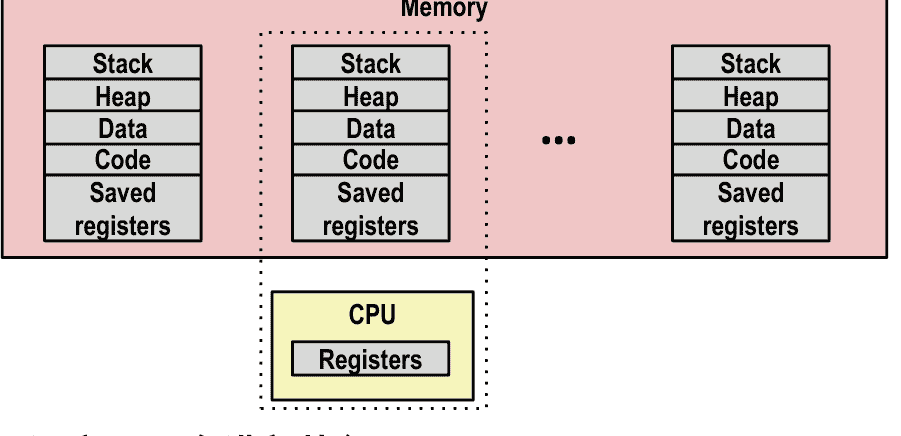 Memory
Stack
Heap
Data
Code
Saved
registers
Stack
Heap
Data
Code
Saved
registers
...
Stack
Heap
Data
Code
Saved
registers
CPU
Registers